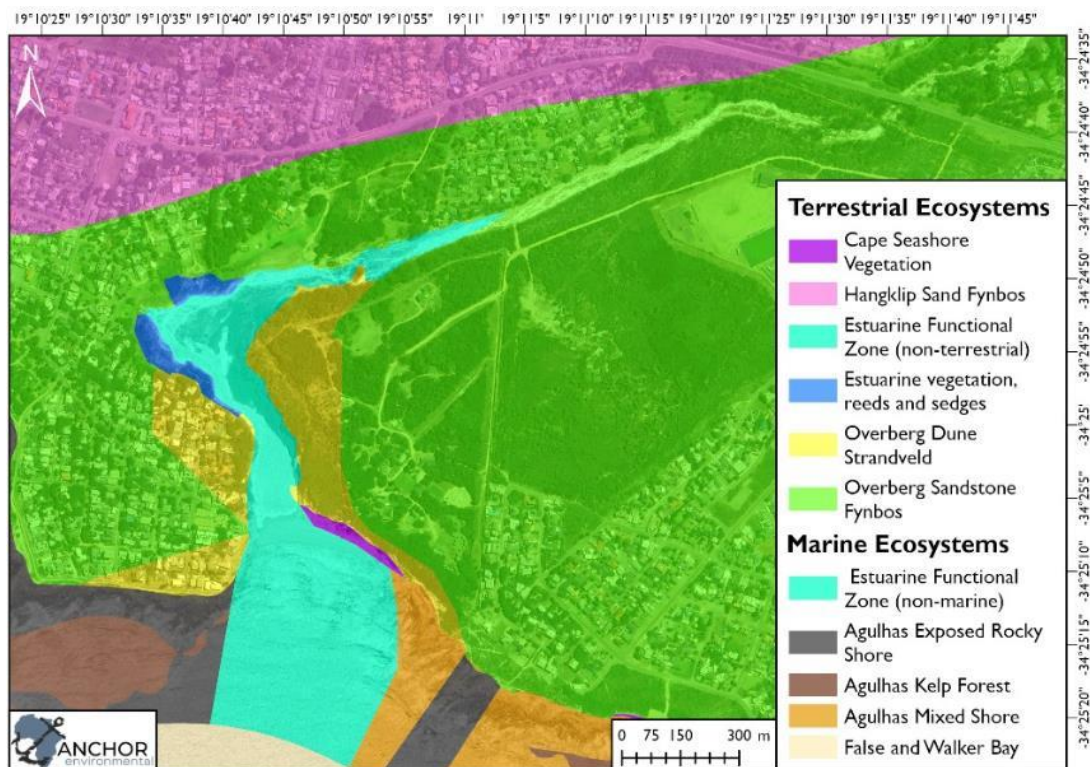 19°10'25" 19°10'30" 19°10'35" 19°10'40" 19°10'45" 19°10'50" 19°10'55" 19°11' 19°11'5" 19°11'10" 19°11'15" 19°11'20" 19°11'25" 19°11'30" 19°11'35" 19°11'40" 19°11'45"
N
-34°24'35"
-34°24'40"
-34°24'45"
-34°24'50"
-34°24'55"
-34°25'
-34°25'5"
-34°25'10"
-34°25'15"
-34°25'20"
Terrestrial Ecosystems
Cape Seashore
Vegetation
Hangklip Sand Fynbos
Estuarine Functional
Zone (non-terrestrial)
Estuarine vegetation,
reeds and sedges
Overberg Dune
Strandveld
Overberg Sandstone
Fynbos
Marine Ecosystems
Estuarine Functional
Zone (non-marine)
Agulhas Exposed Rocky
Shore
Agulhas Kelp Forest
Agulhas Mixed Shore
False and Walker Bay
ANCHOR
environmental
0 75 150 300 m